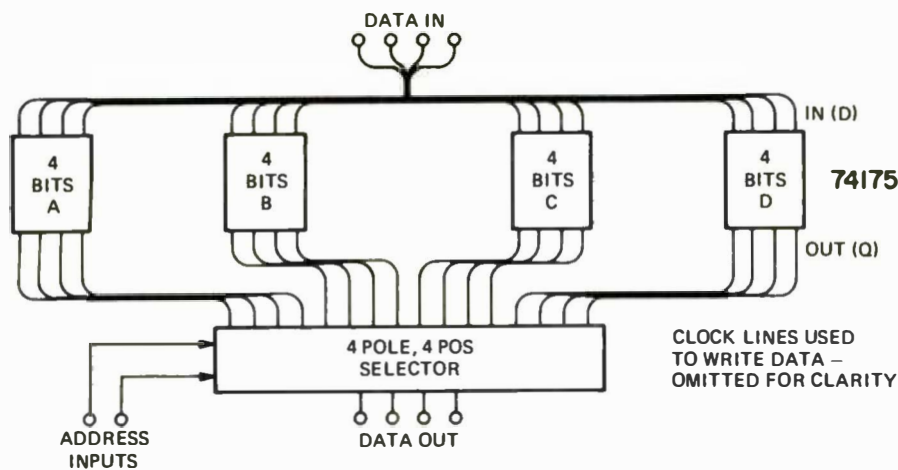 DATA IN
IN (D)
4
BITS
A
4
BITS
B
4
BITS
C
4
BITS
D
74175
OUT (Q)
4 POLE, 4 POS
SELECTOR
CLOCK LINES USED
TO WRITE DATA –
OMITTED FOR CLARITY
ADDRESS
INPUTS
DATA OUT